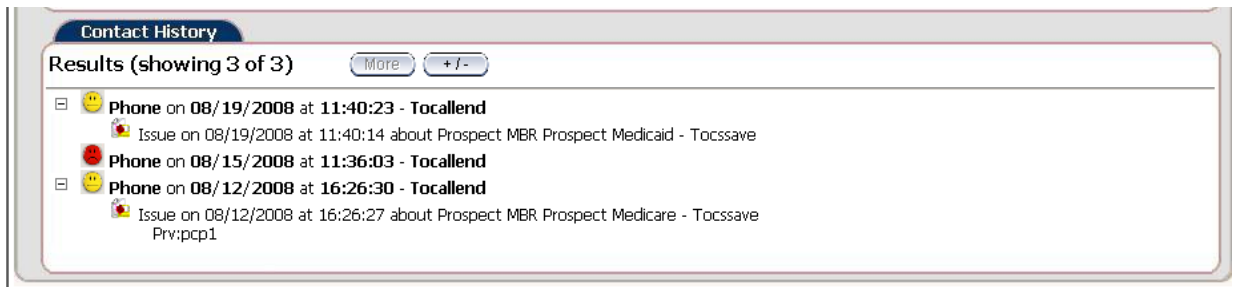 Contact History
Results (showing 3 of 3) More +/-
Phone on 08/19/2008 at 11:40:23 - Tocallend
Issue on 08/19/2008 at 11:40:14 about Prospect MBR Prospect Medicaid - Tocssave
Phone on 08/15/2008 at 11:36:03 - Tocallend
Phone on 08/12/2008 at 16:26:30 - Tocallend
Issue on 08/12/2008 at 16:26:27 about Prospect MBR Prospect Medicare - Tocssave
Prv:pcp1